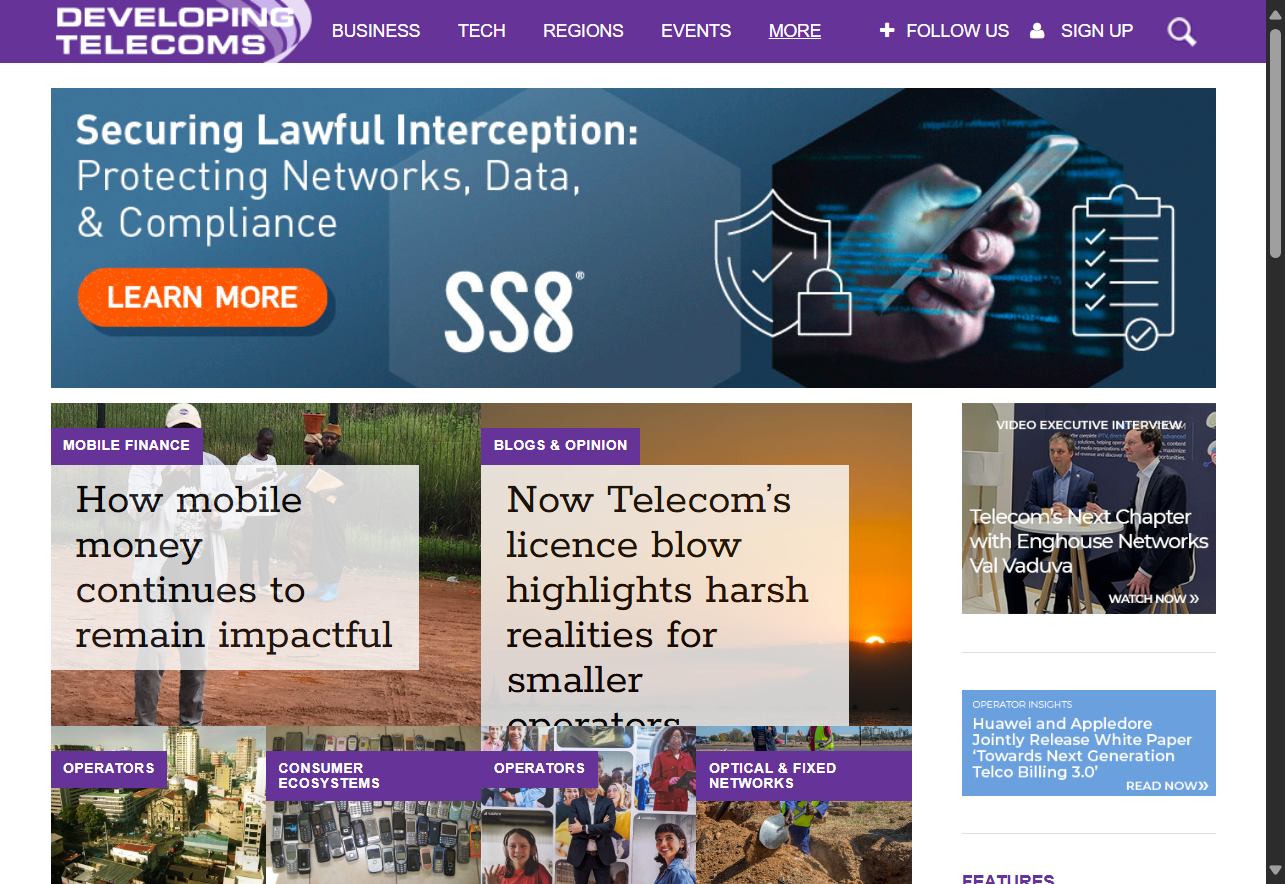 DEVELOPING
TELECOMS
BUSINESS TECH REGIONS EVENTS MORE FOLLOW US SIGN UP
Securing Lawful Interception:
Protecting Networks, Data,
& Compliance
LEARN MORE
SS8®
MOBILE FINANCE
How mobile
money
continues to
remain impactful
BLOGS & OPINION
Now Telecom’s
licence blow
highlights harsh
realities for
smaller
operators
VIDEO EXECUTIVE INTERVIEW
Telecom’s Next Chapter
with Enghouse Networks
Val Vaduva
WATCH NOW »
OPERATOR INSIGHTS
Huawei and Appledore
Jointly Release White Paper
‘Towards Next Generation
Telco Billing 3.0’
READ NOW»
OPERATORS
CONSUMER
ECOSYSTEMS
OPERATORS
OPTICAL & FIXED
NETWORKS
FEATURES